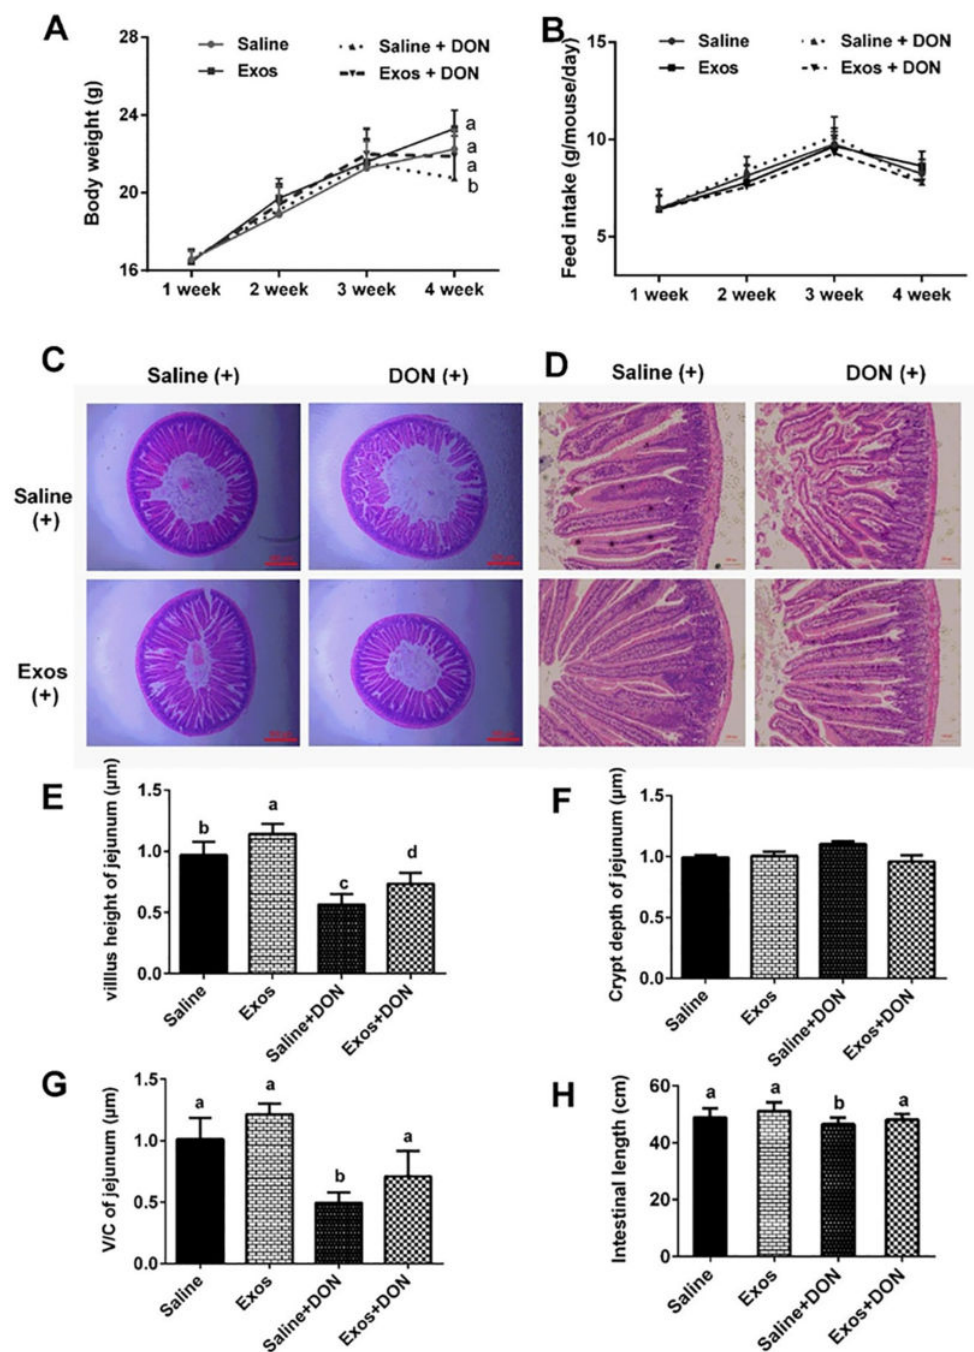 A
28
24
20
16
Body weight (g)
Saline
Exos
Saline + DON
Exos + DON
a
a
a
b
1 week
2 week
3 week
4 week
B
15
10
5
Feed intake (g/mouse/day)
Saline
Exos
Saline + DON
Exos + DON
1 week
2 week
3 week
4 week
C
Saline (+)
DON (+)
Saline
(+)
Exos
(+)
D
Saline (+)
DON (+)
E
villlus height of jejunum (μm)
1.5
1.0
0.5
0.0
b
a
c
d
Saline
Exos
Saline+DON
Exos+DON
F
Crypt depth of jejunum (μm)
1.5
1.0
0.5
0.0
Saline
Exos
Saline+DON
Exos+DON
G
V/C of jejunum (μm)
1.5
1.0
0.5
0.0
a
a
b
a
Saline
Exos
Saline+DON
Exos+DON
H
Intestinal length (cm)
60
40
20
0
a
a
b
a
Saline
Exos
Saline+DON
Exos+DON